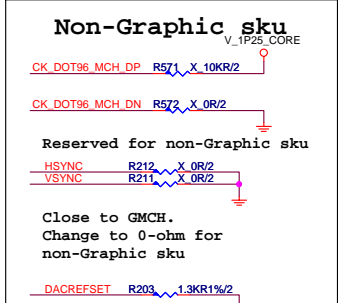 Non-Graphic sku
V_1P25_CORE
CK_DOT96_MCH_DP R571 X_10KR/2
CK_DOT96_MCH_DN R572 X_0R/2
Reserved for non-Graphic sku
HSYNC R212 X_0R/2
VSYNC R211 X_0R/2
Close to GMCH.
Change to 0-ohm for
non-Graphic sku
DACREFSET R203 1.3KR1%/2